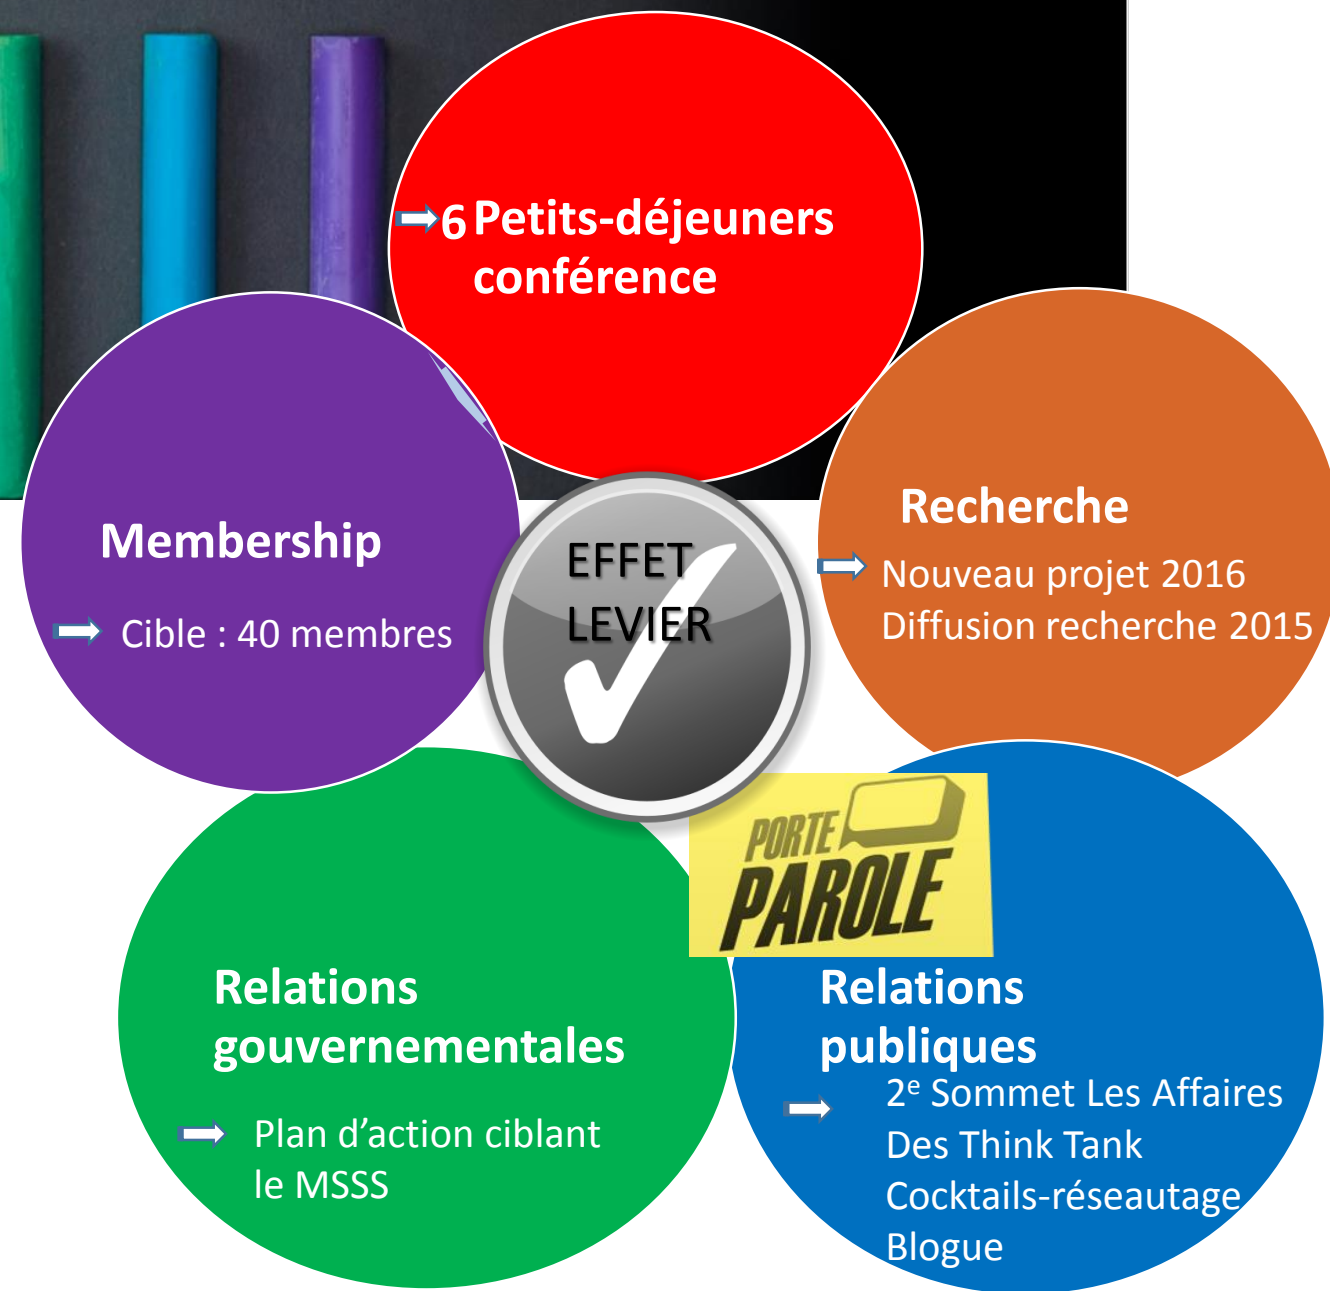 6 Petits-déjeuners
conférence
Membership
Cible : 40 membres
EFFET
LEVIER
Recherche
Nouveau projet 2016
Diffusion recherche 2015
PORTE
PAROLE
Relations
gouvernementales
Plan d’action ciblant
le MSSS
Relations
publiques
2e Sommet Les Affaires
Des Think Tank
Cocktails-réseautage
Blogue